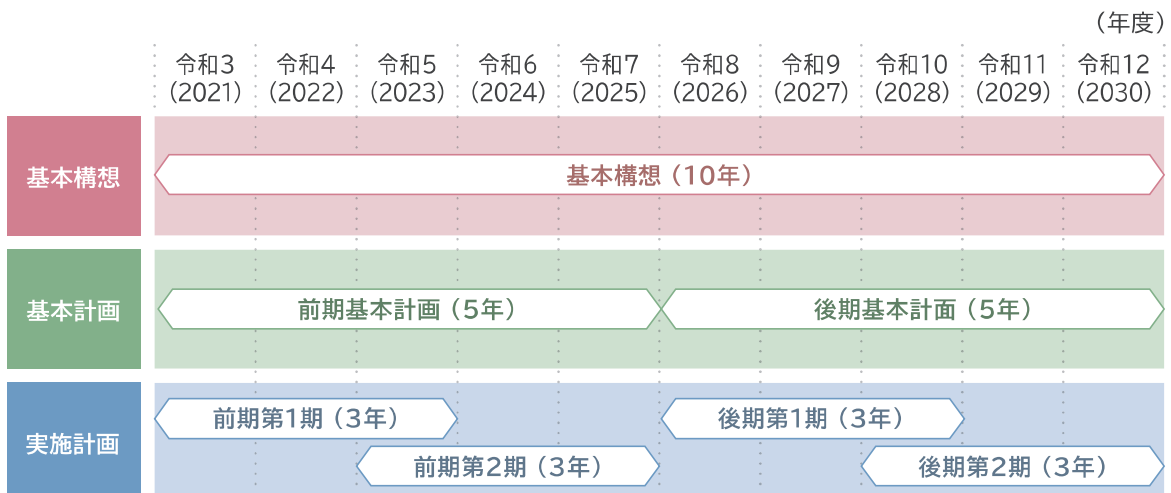 （年度）
令和3 令和4 令和5 令和6 令和7 令和8 令和9 令和10 令和11 令和12
（2021） （2022） （2023） （2024） （2025） （2026） （2027） （2028） （2029） （2030）
基本構想
基本構想（10年）
基本計画
前期基本計画（5年） 後期基本計面（5年）
実施計画
前期第1期（3年） 後期第1期（3年）
前期第2期（3年） 後期第2期（3年）